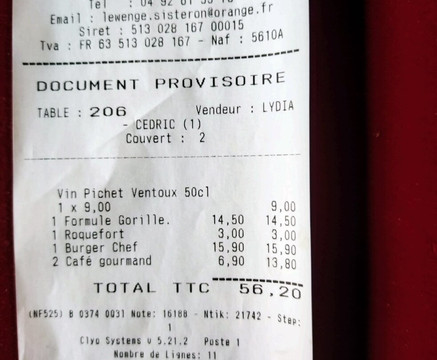 Tel : 04 92 61
Email : lewenge.sisteron@orange.fr
Siret : 513 028 167 00015
Tva : FR 63 513 028 167 - Naf : 5610A
DOCUMENT PROVISOIRE
TABLE : 206 Vendeur : LYDIA
- CEDRIC (1)
Couvert : 2
Vin Pichet Ventoux 50cl
1 x 9,00 9,00
1 Formule Gorille. 14,50 14,50
1 Roquefort 3,00 3,00
1 Burger Chef 15,90 15,90
2 Café gourmand 6,90 13,80
TOTAL TTC 56,20
(NF525) B 0374 0031 Note: 16188 - Ntik: 21742 - Step:
1
Clyo Systems v 5.21.2 Poste 1
Nombre de Lignes: 11